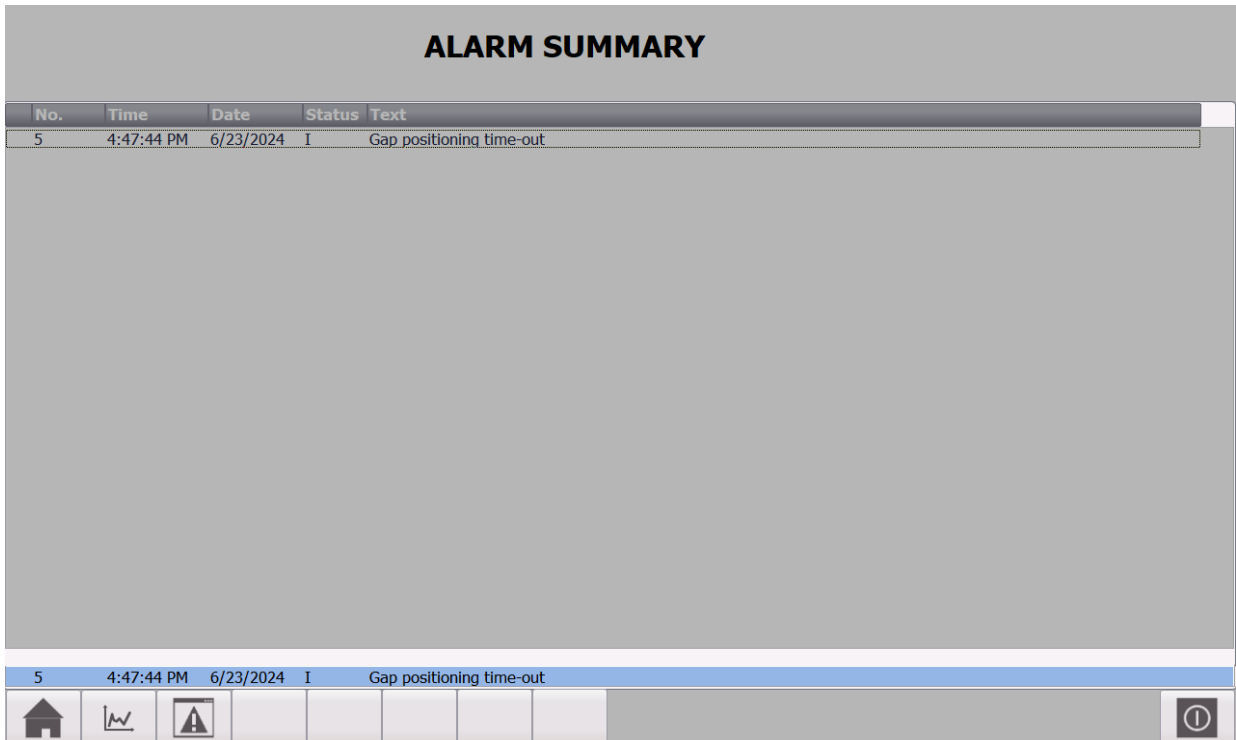 ALARM SUMMARY
No. Time Date Status Text
5 4:47:44 PM 6/23/2024 I Gap positioning time-out
5 4:47:44 PM 6/23/2024 I Gap positioning time-out